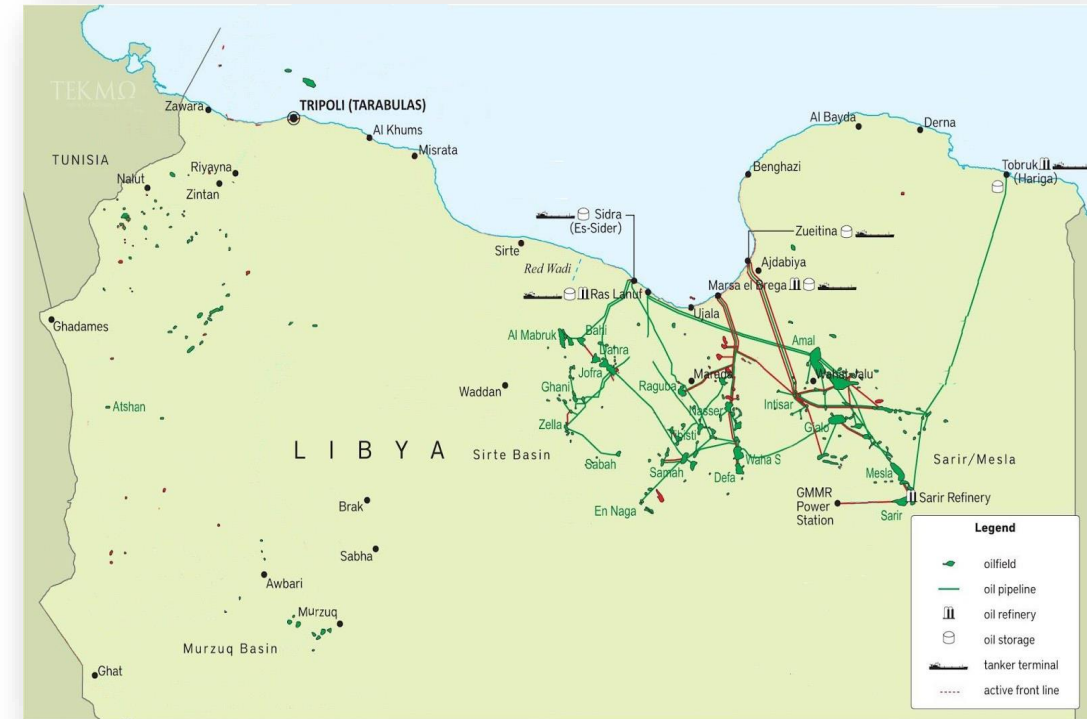 TEKMΩ
Zawara
TRIPOLI (TARABULAS)
Al Khums
Misrata
TUNISIA
Riyayna
Nalut
Zintan
Al Bayda
Derna
Benghazi
Tobruk
(Hariga)
Sidra
(Es-Sider)
Zueitina
Sirte
Red Wadi
Ajdabiya
Ras Lanuf
Marsa el Brega
Ujala
Ghadames
Al Mabruk
Bahi
Dahra
Jofra
Amal
Waddan
Ghani
Raguba
Marada
Atshan
Nasser
Intisar
Zella
Tibisti
Gialo
LIBYA
Sirte Basin
Sabah
Samah
Waha S
Defa
Mesla
Sarir/Mesla
En Naga
GMMR
Power
Station
Sarir
Sarir Refinery
Brak
Sabha
Awbari
Murzuq
Murzuq Basin
Ghat
Legend
oilfield
oil pipeline
oil refinery
oil storage
tanker terminal
active front line